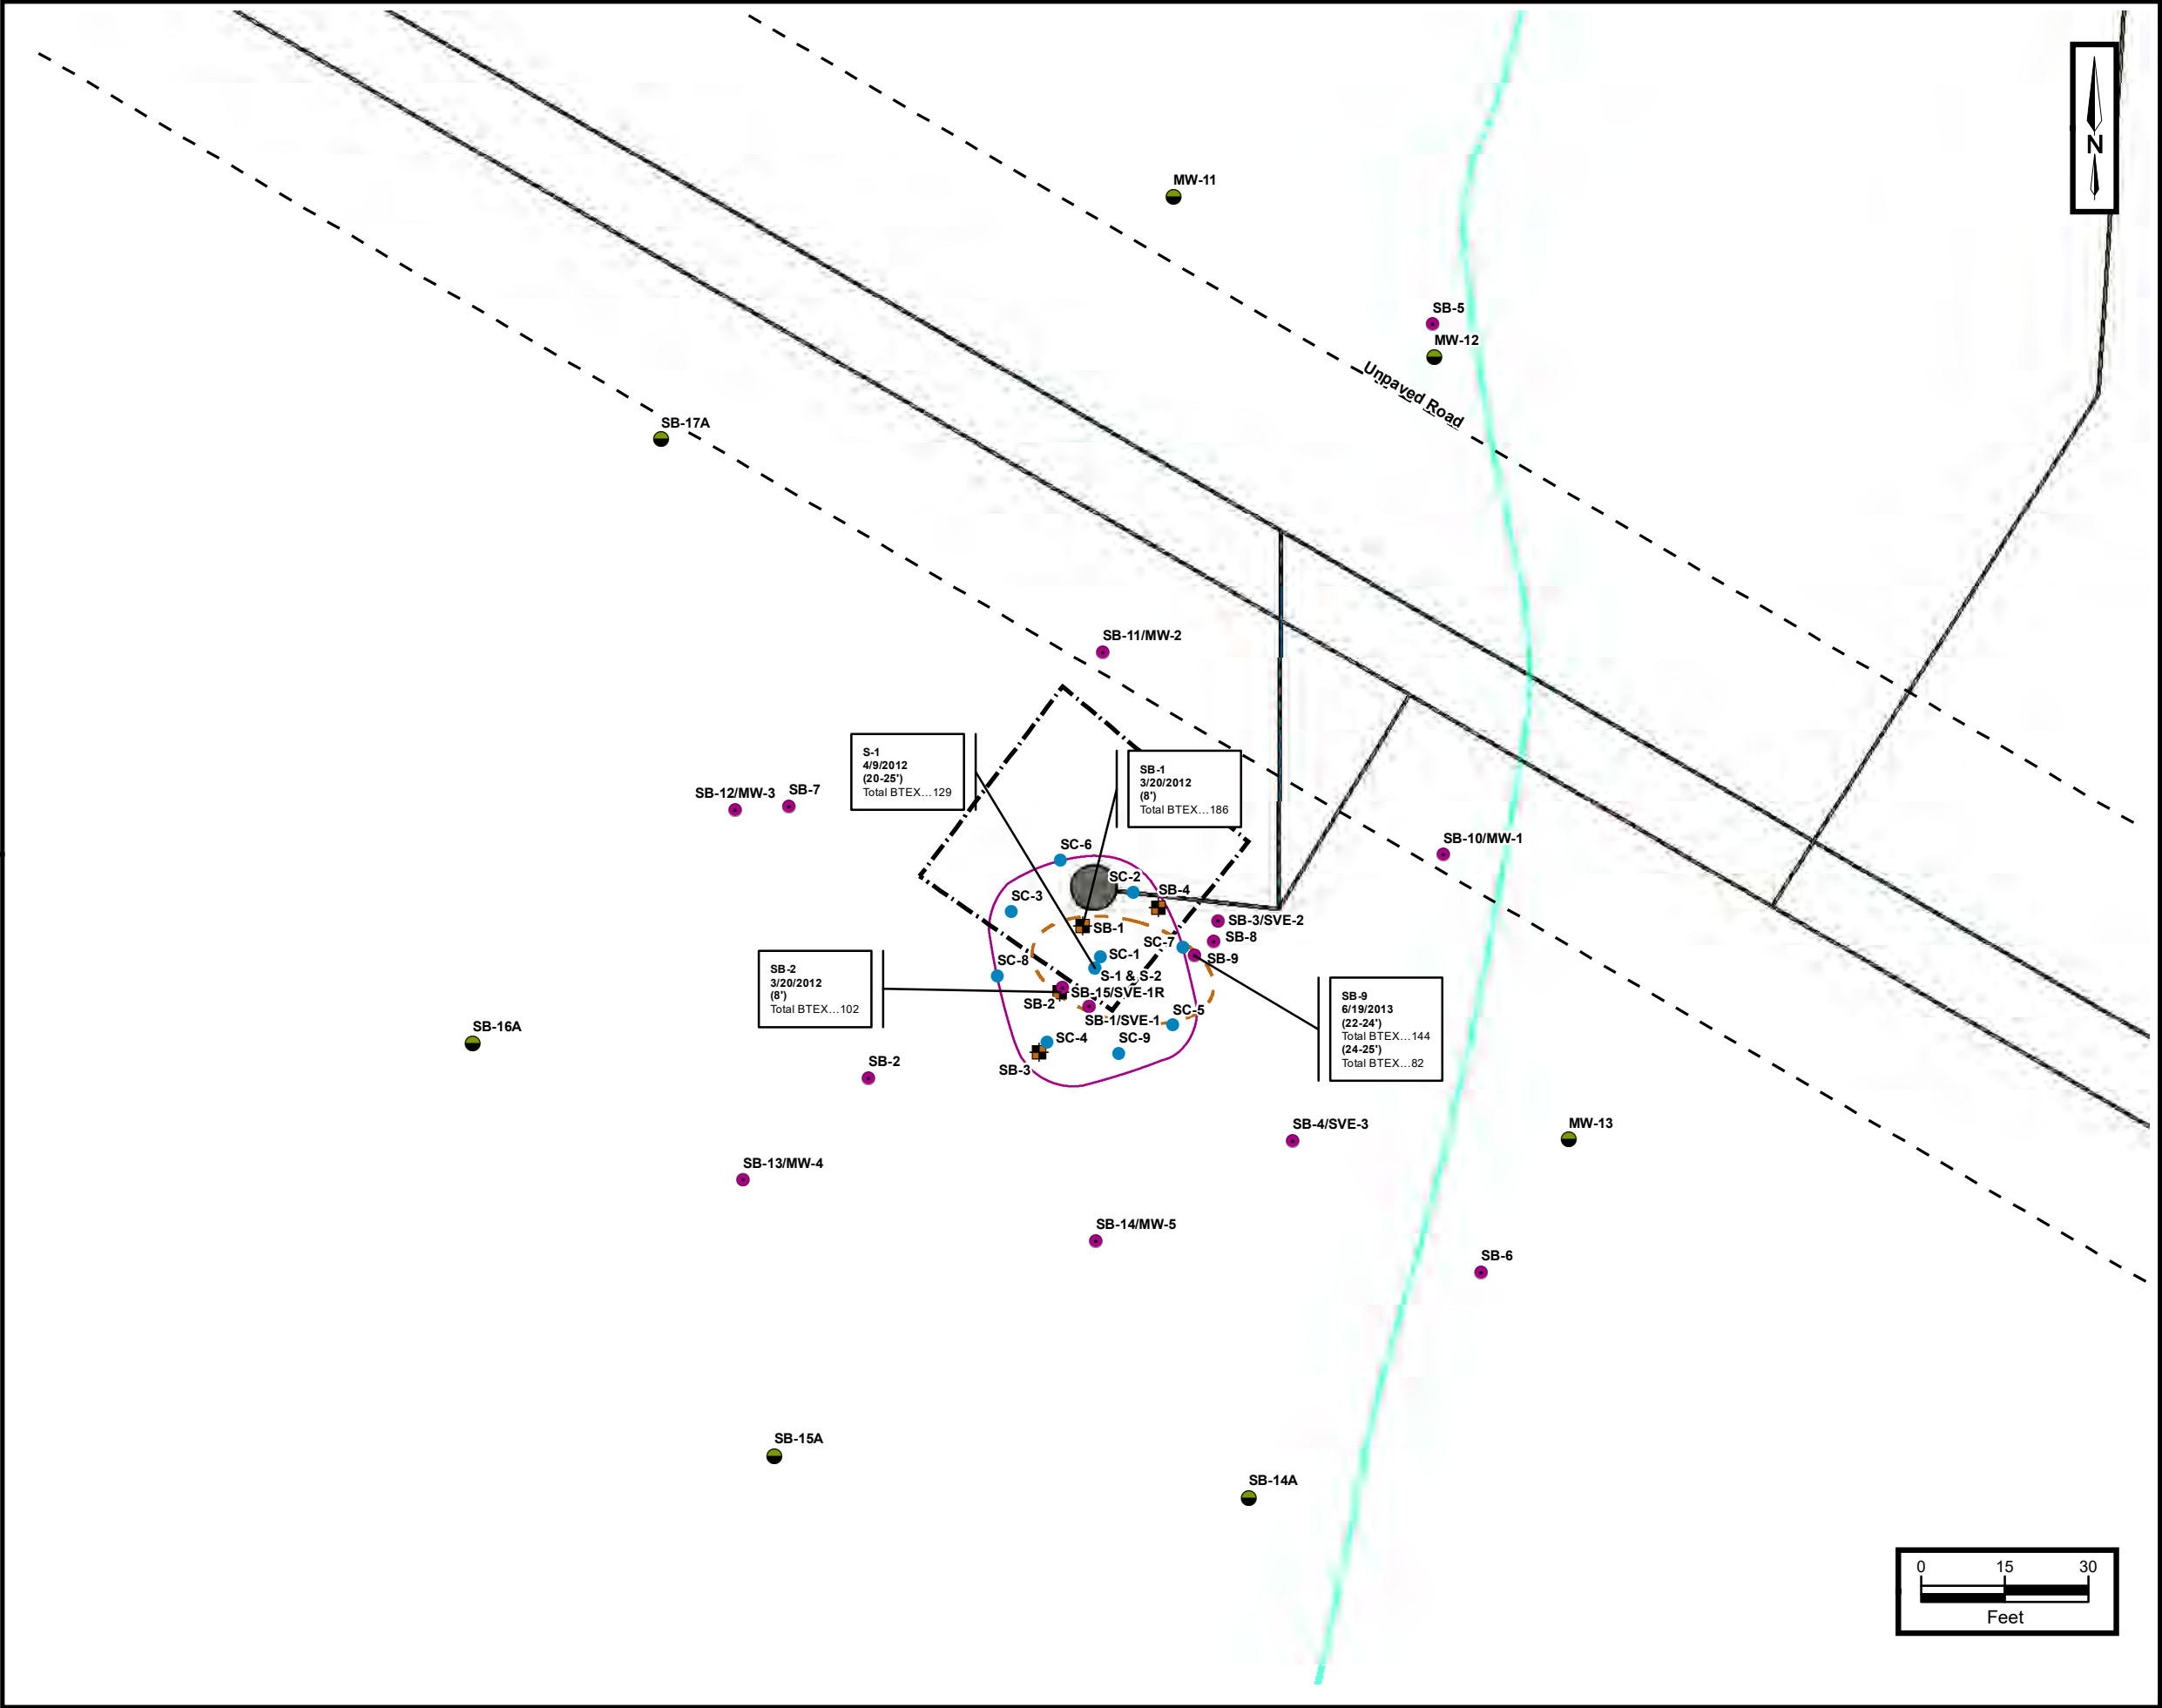 MW-11
N
SB-5
MW-12
Unpaved Road
SB-17A
SB-11/MW-2
S-1
4/9/2012
(20-25')
Total BTEX...129
SB-1
3/20/2012
(8')
Total BTEX...186
SB-12/MW-3
SB-7
SB-10/MW-1
SC-6
SC-2
SB-4
SC-3
SB-3/SVE-2
SB-1
SB-8
SC-7
SC-1
SB-9
SC-8
S-1 & S-2
SB-15/SVE-1R
SB-2
SC-5
SB-1/SVE-1
SB-2
3/20/2012
(8')
Total BTEX...102
SB-9
6/19/2013
(22-24')
Total BTEX...144
(24-25')
Total BTEX...82
SB-16A
SC-4
SC-9
SB-3
SB-2
SB-4/SVE-3
MW-13
SB-13/MW-4
SB-14/MW-5
SB-6
SB-15A
SB-14A
0 15 30
Feet